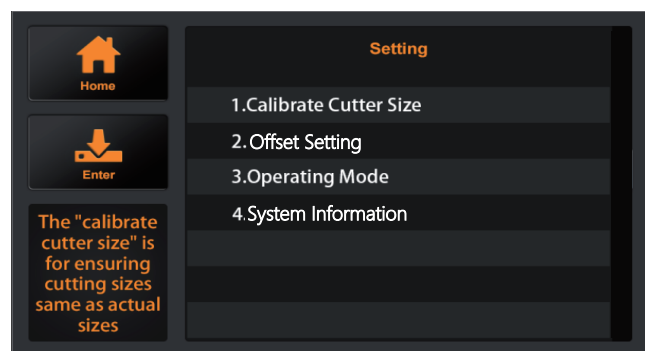 Home
Enter
The "calibrate
cutter size" is
for ensuring
cutting sizes
same as actual
sizes
Setting
1.Calibrate Cutter Size
2.Offset Setting
3.Operating Mode
4.System Information